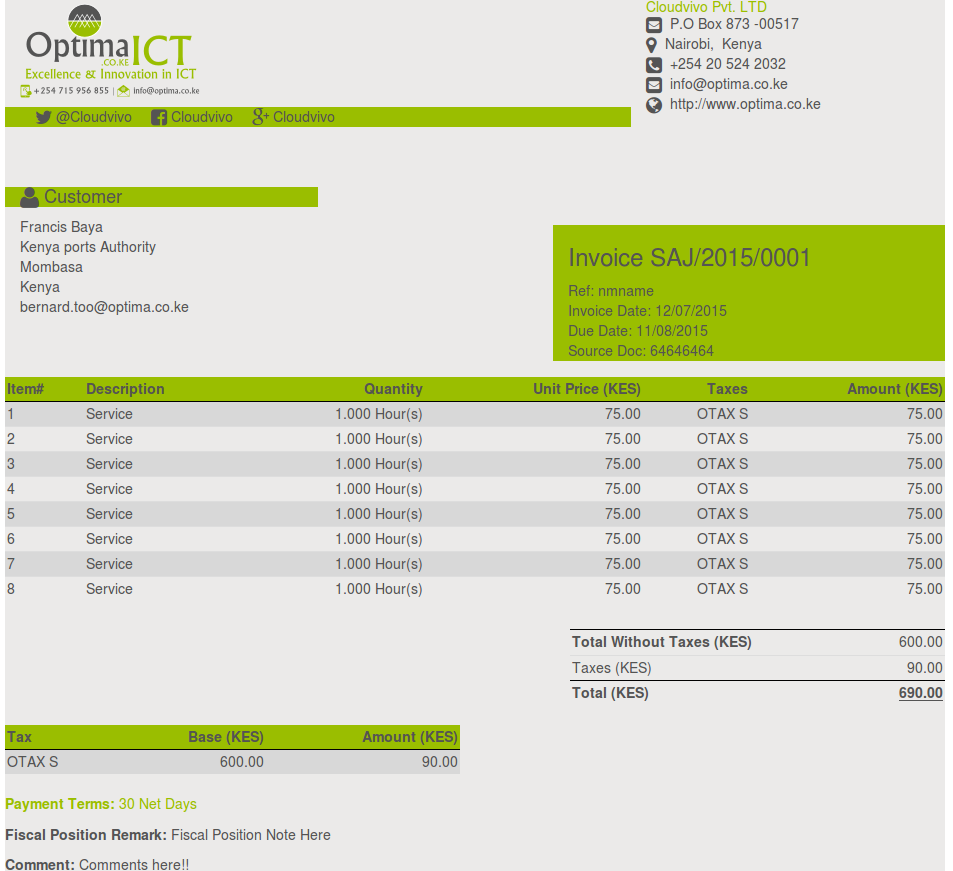 Optima ICT
.CO.KE
Excellence & Innovation in ICT
+254 715 956 855 | info@optima.co.ke
Cloudvivo Pvt. LTD
P.O Box 873 -00517
Nairobi, Kenya
+254 20 524 2032
info@optima.co.ke
http://www.optima.co.ke
@Cloudvivo Cloudvivo g+ Cloudvivo
Customer
Francis Baya
Kenya ports Authority
Mombasa
Kenya
bernard.too@optima.co.ke
Invoice SAJ/2015/0001
Ref: nmname
Invoice Date: 12/07/2015
Due Date: 11/08/2015
Source Doc: 64646464
Item# Description Quantity Unit Price (KES) Taxes Amount (KES)
1 Service 1.000 Hour(s) 75.00 OTAX S 75.00
2 Service 1.000 Hour(s) 75.00 OTAX S 75.00
3 Service 1.000 Hour(s) 75.00 OTAX S 75.00
4 Service 1.000 Hour(s) 75.00 OTAX S 75.00
5 Service 1.000 Hour(s) 75.00 OTAX S 75.00
6 Service 1.000 Hour(s) 75.00 OTAX S 75.00
7 Service 1.000 Hour(s) 75.00 OTAX S 75.00
8 Service 1.000 Hour(s) 75.00 OTAX S 75.00
Total Without Taxes (KES) 600.00
Taxes (KES) 90.00
Total (KES) 690.00
Tax Base (KES) Amount (KES)
OTAX S 600.00 90.00
Payment Terms: 30 Net Days
Fiscal Position Remark: Fiscal Position Note Here
Comment: Comments here!!